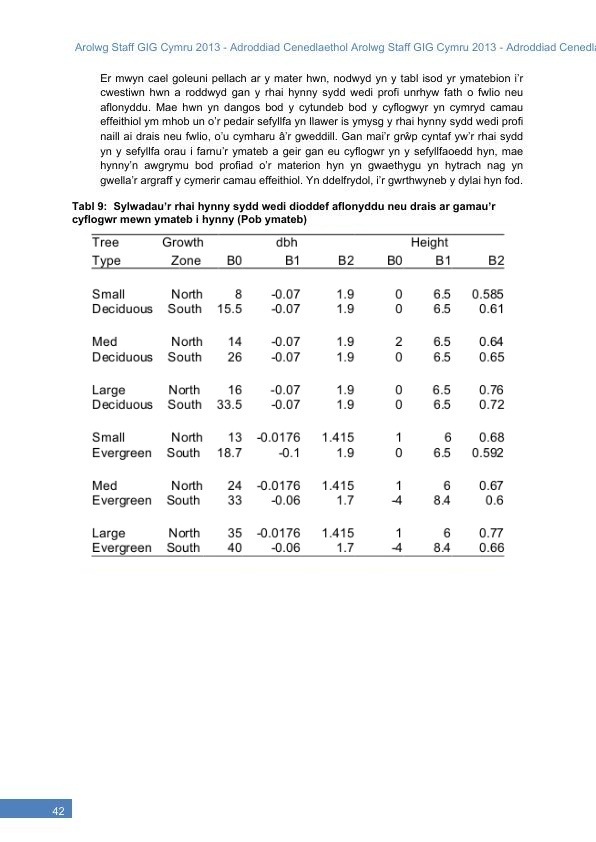 Arolwg Staff GIG Cymru 2013 - Adroddiad Cenedlaethol Arolwg Staff GIG Cymru 2013 - Adroddiad Cenedla
Er mwyn cael goleuni pellach ar y mater hwn, nodwyd yn y tabl isod yr ymatebion i’r
cwestiwn hwn a roddwyd gan y rhai hynny sydd wedi profi unrhyw fath o fwlio neu
aflonyddu. Mae hwn yn dangos bod y cytundeb bod y cyflogwyr yn cymryd camau
effeithiol ym mhob un o’r pedair sefyllfa yn llawer is ymysg y rhai hynny sydd wedi profi
naill ai drais neu fwlio, o’u cymharu â’r gweddill. Gan mai’r grŵp cyntaf yw’r rhai sydd
yn y sefyllfa orau i farnu’r ymateb a geir gan eu cyflogwr yn y sefyllfaoedd hyn, mae
hynny’n awgrymu bod profiad o’r materion hyn yn gwaethygu yn hytrach nag yn
gwella’r argraff y cymerir camau effeithiol. Yn ddelfrydol, i’r gwrthwyneb y dylai hyn fod.
Tabl 9: Sylwadau’r rhai hynny sydd wedi dioddef aflonyddu neu drais ar gamau’r
cyflogwr mewn ymateb i hynny (Pob ymateb)
Tree Growth dbh Height
Type Zone B0 B1 B2 B0 B1 B2
Small North 8 -0.07 1.9 0 6.5 0.585
Deciduous South 15.5 -0.07 1.9 0 6.5 0.61
Med North 14 -0.07 1.9 2 6.5 0.64
Deciduous South 26 -0.07 1.9 0 6.5 0.65
Large North 16 -0.07 1.9 0 6.5 0.76
Deciduous South 33.5 -0.07 1.9 0 6.5 0.72
Small North 13 -0.0176 1.415 1 6 0.68
Evergreen South 18.7 -0.1 1.9 0 6.5 0.592
Med North 24 -0.0176 1.415 1 6 0.67
Evergreen South 33 -0.06 1.7 -4 8.4 0.6
Large North 35 -0.0176 1.415 1 6 0.77
Evergreen South 40 -0.06 1.7 -4 8.4 0.66
42